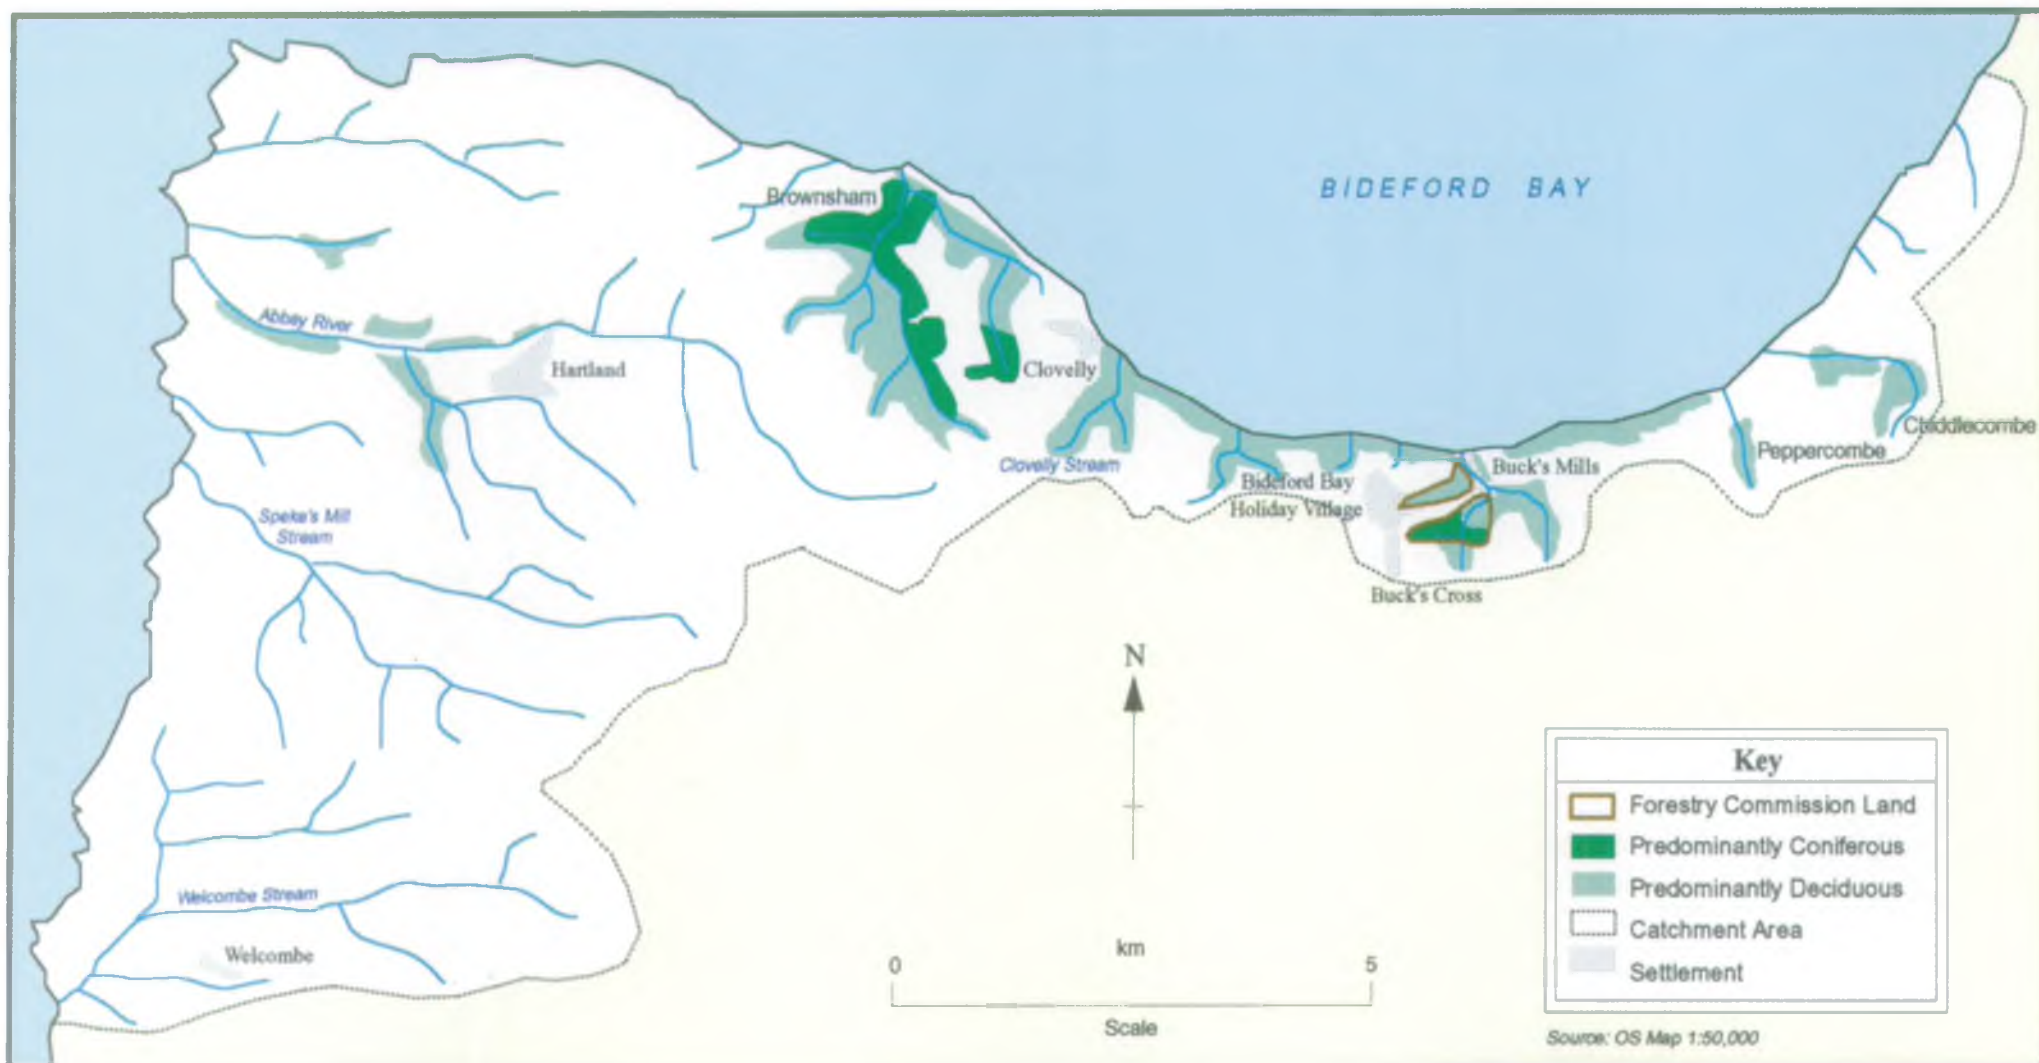 BIDEFORD BAY
Brownsham
Abbey River
Hartland
Clovelly
Clovelly Stream
Bideford Bay
Holiday Village
Buck's Mills
Peppercombe
Chiddlecombe
Speke's Mill
Stream
Buck's Cross
N
Welcombe Stream
Welcombe
km
0 5
Scale
Key
Forestry Commission Land
Predominantly Coniferous
Predominantly Deciduous
Catchment Area
Settlement
Source: OS Map 1:50,000